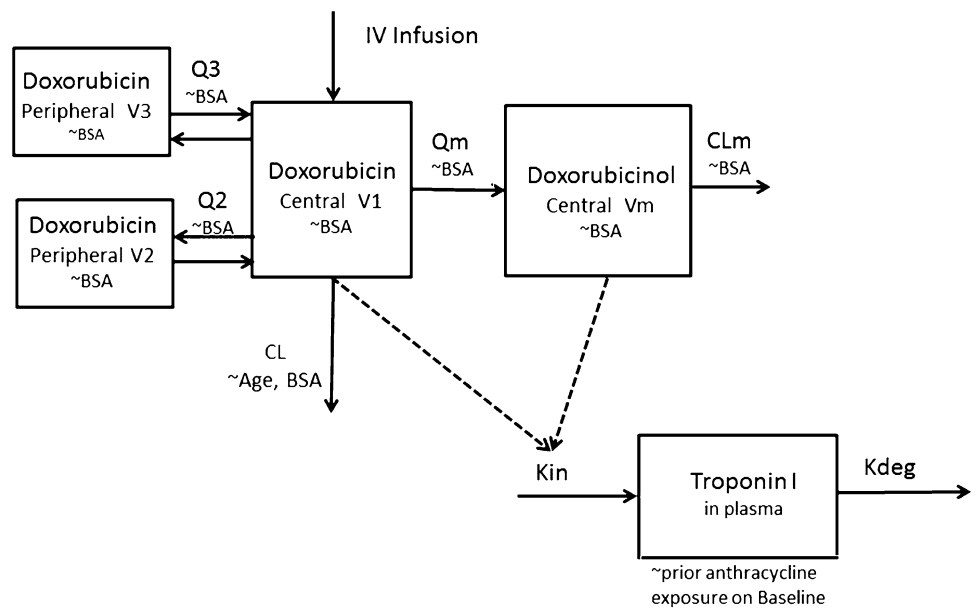 IV Infusion
Doxorubicin
Peripheral V3
~BSA
Q3
~BSA
Doxorubicin
Peripheral V2
~BSA
Q2
~BSA
Doxorubicin
Central V1
~BSA
Qm
~BSA
Doxorubicinol
Central Vm
~BSA
CLm
~BSA
CL
~Age, BSA
Kin
Troponin I
in plasma
Kdeg
~prior anthracycline
exposure on Baseline